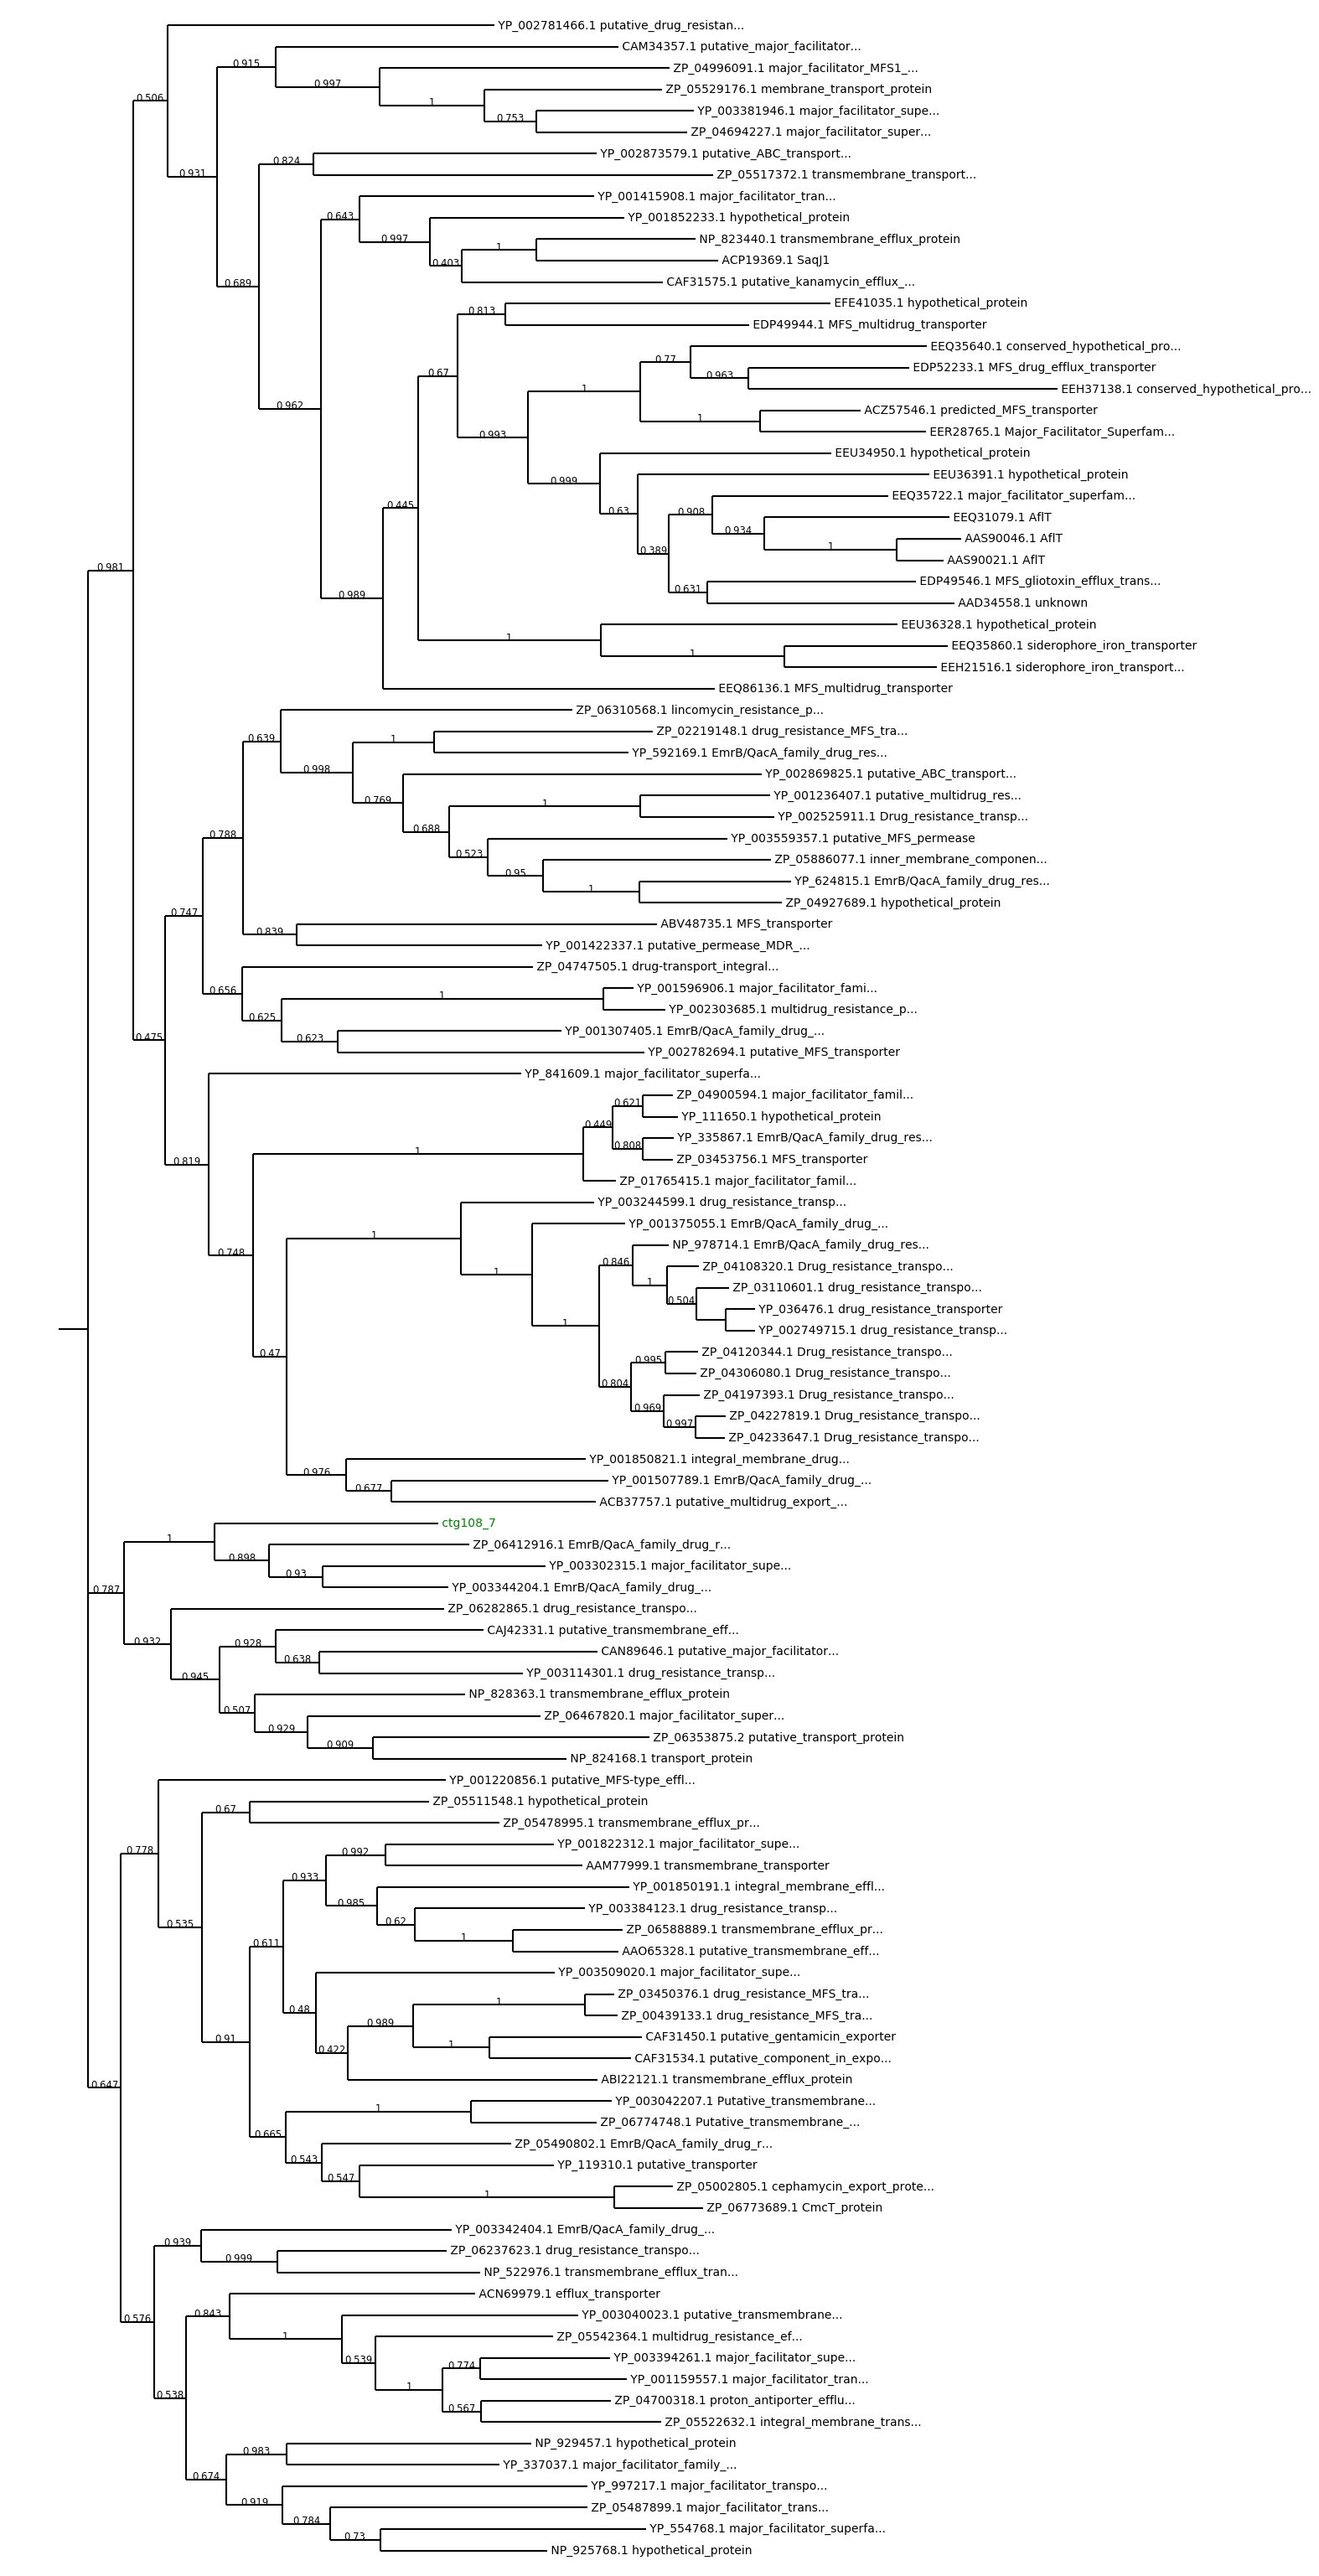 YP_002781466.1 putative_drug_resistan...
CAM34357.1 putative_major_facilitator...
0.915
ZP_04996091.1 major_facilitator_MFS1_...
0.997
ZP_05529176.1 membrane_transport_protein
0.506
1
YP_003381946.1 major_facilitator_supe...
0.753
ZP_04694227.1 major_facilitator_super...
YP_002873579.1 putative_ABC_transport...
0.824
0.931
ZP_05517372.1 transmembrane_transport...
YP_001415908.1 major_facilitator_tran...
0.643
YP_001852233.1 hypothetical_protein
0.997
NP_823440.1 transmembrane_efflux_protein
1
ACP19369.1 SaqJ1
0.403
CAF31575.1 putative_kanamycin_efflux_...
0.689
EFE41035.1 hypothetical_protein
0.813
EDP49944.1 MFS_multidrug_transporter
EEQ35640.1 conserved_hypothetical_pro...
0.77
EDP52233.1 MFS_drug_efflux_transporter
0.67
0.963
EEH37138.1 conserved_hypothetical_pro...
1
0.962
ACZ57546.1 predicted_MFS_transporter
1
EER28765.1 Major_Facilitator_Superfam...
0.993
EEU34950.1 hypothetical_protein
EEU36391.1 hypothetical_protein
0.999
EEQ35722.1 major_facilitator_superfam...
0.445
0.63
0.908
EEQ31079.1 AflT
0.934
AAS90046.1 AflT
1
0.389
AAS90021.1 AflT
0.981
EDP49546.1 MFS_gliotoxin_efflux_trans...
0.631
0.989
AAD34558.1 unknown
EEU36328.1 hypothetical_protein
1
EEQ35860.1 siderophore_iron_transporter
1
EEH21516.1 siderophore_iron_transport...
EEQ86136.1 MFS_multidrug_transporter
ZP_06310568.1 lincomycin_resistance_p...
ZP_02219148.1 drug_resistance_MFS_tra...
0.639
1
YP_592169.1 EmrB/QacA_family_drug_res...
0.998
YP_002869825.1 putative_ABC_transport...
YP_001236407.1 putative_multidrug_res...
0.769
1
YP_002525911.1 Drug_resistance_transp...
0.788
0.688
YP_003559357.1 putative_MFS_permease
0.523
ZP_05886077.1 inner_membrane_componen...
0.95
YP_624815.1 EmrB/QacA_family_drug_res...
1
ZP_04927689.1 hypothetical_protein
0.747
ABV48735.1 MFS_transporter
0.839
YP_001422337.1 putative_permease_MDR_...
ZP_04747505.1 drug-transport_integral...
YP_001596906.1 major_facilitator_fami...
0.656
1
YP_002303685.1 multidrug_resistance_p...
0.625
YP_001307405.1 EmrB/QacA_family_drug_...
0.475
0.623
YP_002782694.1 putative_MFS_transporter
YP_841609.1 major_facilitator_superfa...
ZP_04900594.1 major_facilitator_famil...
0.621
YP_111650.1 hypothetical_protein
0.449
YP_335867.1 EmrB/QacA_family_drug_res...
0.808
1
ZP_03453756.1 MFS_transporter
0.819
ZP_01765415.1 major_facilitator_famil...
YP_003244599.1 drug_resistance_transp...
YP_001375055.1 EmrB/QacA_family_drug_...
1
NP_978714.1 EmrB/QacA_family_drug_res...
0.748
0.846
ZP_04108320.1 Drug_resistance_transpo...
1
1
ZP_03110601.1 drug_resistance_transpo...
0.504
YP_036476.1 drug_resistance_transporter
1
YP_002749715.1 drug_resistance_transp...
0.47
ZP_04120344.1 Drug_resistance_transpo...
0.995
ZP_04306080.1 Drug_resistance_transpo...
0.804
ZP_04197393.1 Drug_resistance_transpo...
0.969
ZP_04227819.1 Drug_resistance_transpo...
0.997
ZP_04233647.1 Drug_resistance_transpo...
YP_001850821.1 integral_membrane_drug...
0.976
YP_001507789.1 EmrB/QacA_family_drug_...
0.677
ACB37757.1 putative_multidrug_export_...
ctg108_7
1
ZP_06412916.1 EmrB/QacA_family_drug_r...
0.898
YP_003302315.1 major_facilitator_supe...
0.93
0.787
YP_003344204.1 EmrB/QacA_family_drug_...
ZP_06282865.1 drug_resistance_transpo...
CAJ42331.1 putative_transmembrane_eff...
0.932
0.928
CAN89646.1 putative_major_facilitator...
0.638
YP_003114301.1 drug_resistance_transp...
0.945
NP_828363.1 transmembrane_efflux_protein
0.507
ZP_06467820.1 major_facilitator_super...
0.929
ZP_06353875.2 putative_transport_protein
0.909
NP_824168.1 transport_protein
YP_001220856.1 putative_MFS-type_effl...
ZP_05511548.1 hypothetical_protein
0.67
ZP_05478995.1 transmembrane_efflux_pr...
YP_001822312.1 major_facilitator_supe...
0.778
0.992
AAM77999.1 transmembrane_transporter
0.933
YP_001850191.1 integral_membrane_effl...
0.985
YP_003384123.1 drug_resistance_transp...
0.535
0.62
ZP_06588889.1 transmembrane_efflux_pr...
1
0.611
AAO65328.1 putative_transmembrane_eff...
YP_003509020.1 major_facilitator_supe...
ZP_03450376.1 drug_resistance_MFS_tra...
1
0.48
ZP_00439133.1 drug_resistance_MFS_tra...
0.989
CAF31450.1 putative_gentamicin_exporter
0.91
1
0.422
CAF31534.1 putative_component_in_expo...
ABI22121.1 transmembrane_efflux_protein
0.647
YP_003042207.1 Putative_transmembrane...
1
ZP_06774748.1 Putative_transmembrane_...
0.665
ZP_05490802.1 EmrB/QacA_family_drug_r...
0.543
YP_119310.1 putative_transporter
0.547
ZP_05002805.1 cephamycin_export_prote...
1
ZP_06773689.1 CmcT_protein
YP_003342404.1 EmrB/QacA_family_drug_...
0.939
ZP_06237623.1 drug_resistance_transpo...
0.999
NP_522976.1 transmembrane_efflux_tran...
ACN69979.1 efflux_transporter
0.576
0.843
YP_003040023.1 putative_transmembrane...
1
ZP_05542364.1 multidrug_resistance_ef...
0.539
YP_003394261.1 major_facilitator_supe...
0.774
YP_001159557.1 major_facilitator_tran...
1
0.538
ZP_04700318.1 proton_antiporter_efflu...
0.567
ZP_05522632.1 integral_membrane_trans...
NP_929457.1 hypothetical_protein
0.983
YP_337037.1 major_facilitator_family_...
0.674
YP_997217.1 major_facilitator_transpo...
0.919
ZP_05487899.1 major_facilitator_trans...
0.784
YP_554768.1 major_facilitator_superfa...
0.73
NP_925768.1 hypothetical_protein